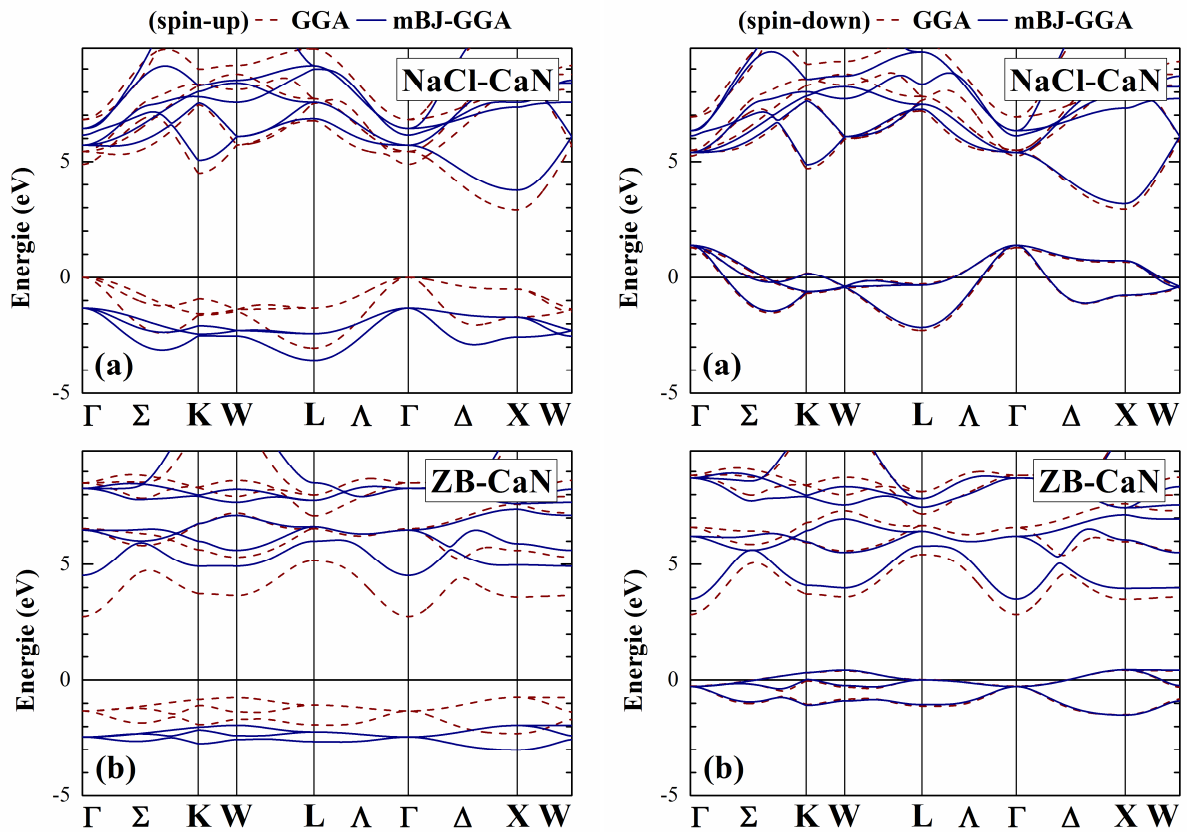 (spin-up) GGA mBJ-GGA
(spin-down) GGA mBJ-GGA
NaCl-CaN
Energie (eV)
5
0
-5
(a)
Γ Σ K W L Λ Γ Δ X W
NaCl-CaN
Energie (eV)
5
0
-5
(a)
Γ Σ K W L Λ Γ Δ X W
ZB-CaN
Energie (eV)
5
0
-5
(b)
Γ Σ K W L Λ Γ Δ X W
ZB-CaN
Energie (eV)
5
0
-5
(b)
Γ Σ K W L Λ Γ Δ X W